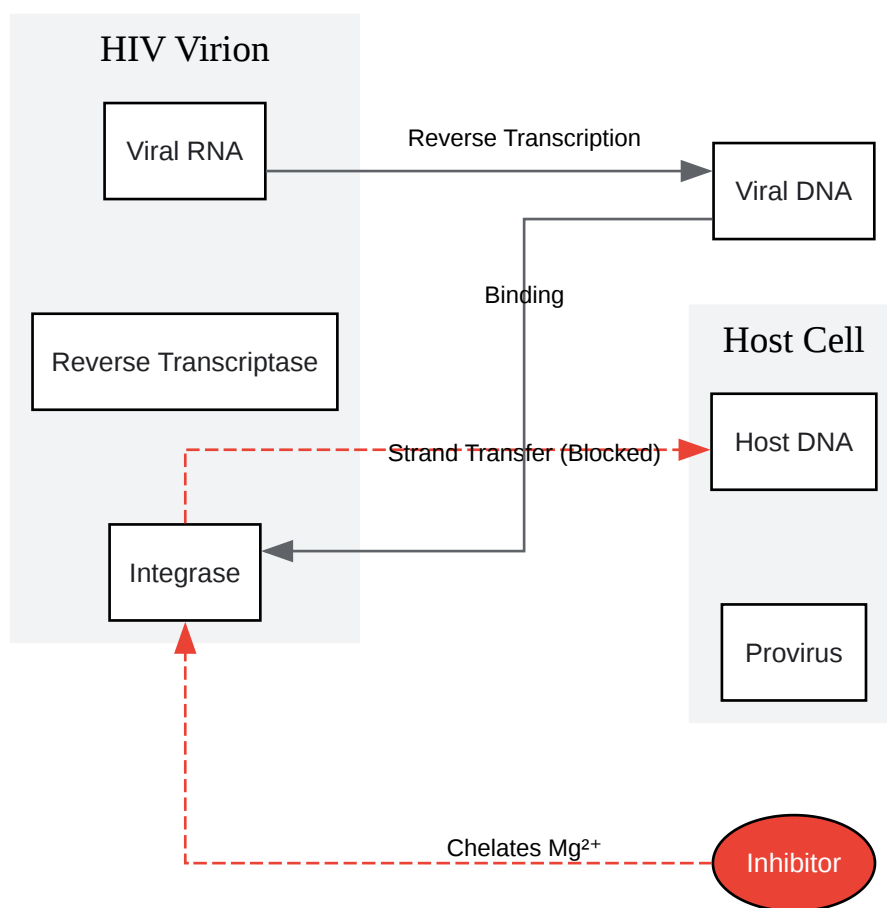 HIV Virion
Viral RNA
Reverse Transcription
Viral DNA
Binding
Host Cell
Reverse Transcriptase
Host DNA
Strand Transfer (Blocked)
Integrase
Provirus
Chelates Mg²⁺
Inhibitor